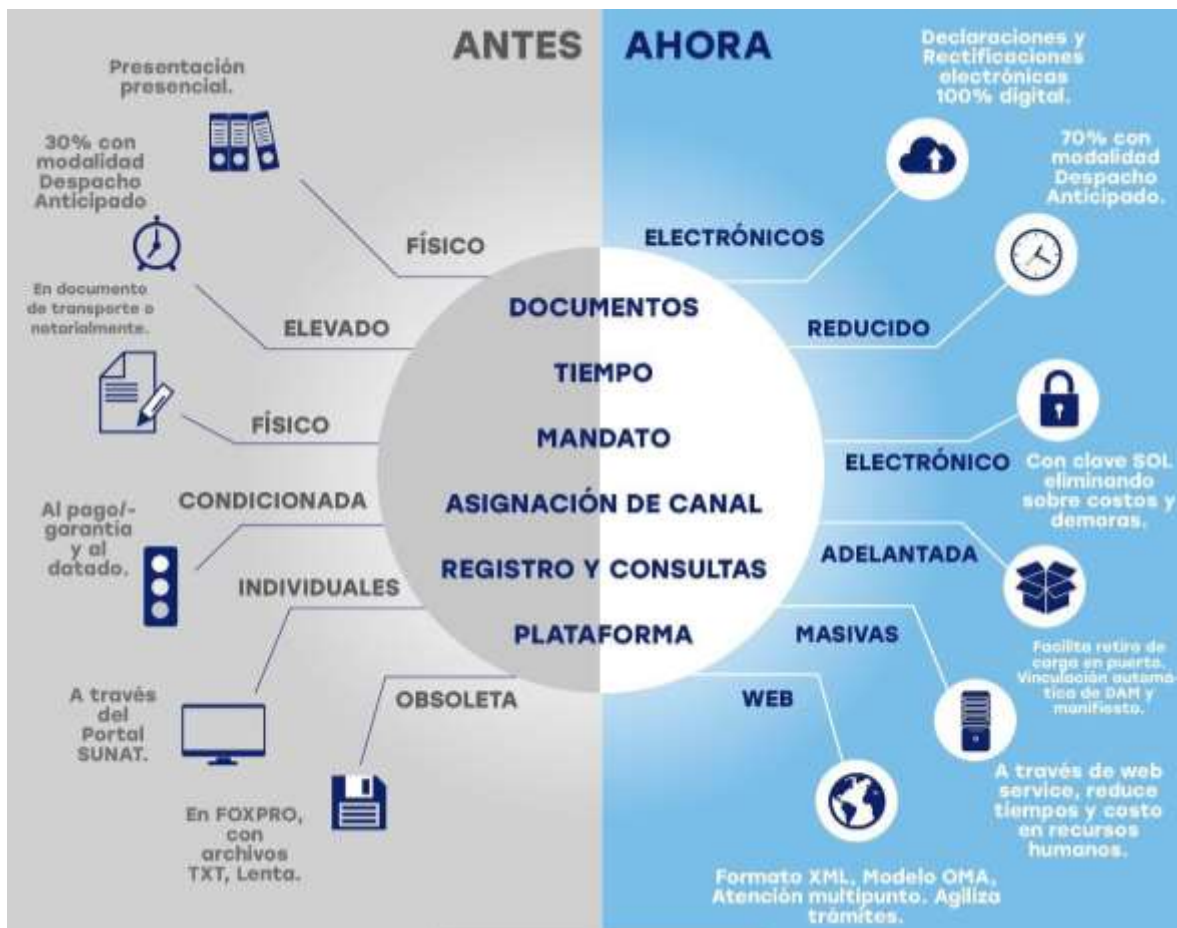 ANTES
AHORA
Presentación
presencial.
30% con
modalidad
Despacho
Anticipado
En documento
de transporte o
notarialmente.
Al pago/-
garantía
y al
datado.
A través
del
Portal
SUNAT.
En FOXPRO,
con
archivos
TXT, Lenta.
FÍSICO
ELEVADO
FÍSICO
CONDICIONADA
INDIVIDUALES
OBSOLETA
DOCUMENTOS
TIEMPO
MANDATO
ASIGNACIÓN DE CANAL
REGISTRO Y CONSULTAS
PLATAFORMA
ELECTRÓNICOS
REDUCIDO
ELECTRÓNICO
ADELANTADA
MASIVAS
WEB
Declaraciones y
Rectificaciones
electrónicas
100% digital.
70% con
modalidad
Despacho
Anticipado.
Con clave SOL
eliminando
sobre costos y
demoras.
Facilita retiro de
carga en puerto.
Vinculación automá-
tica de DAM y
manifiesto.
A través de web
service, reduce
tiempos y costo
en recursos
humanos.
Formato XML, Modelo OMA,
Atención multipunto. Agiliza
trámites.